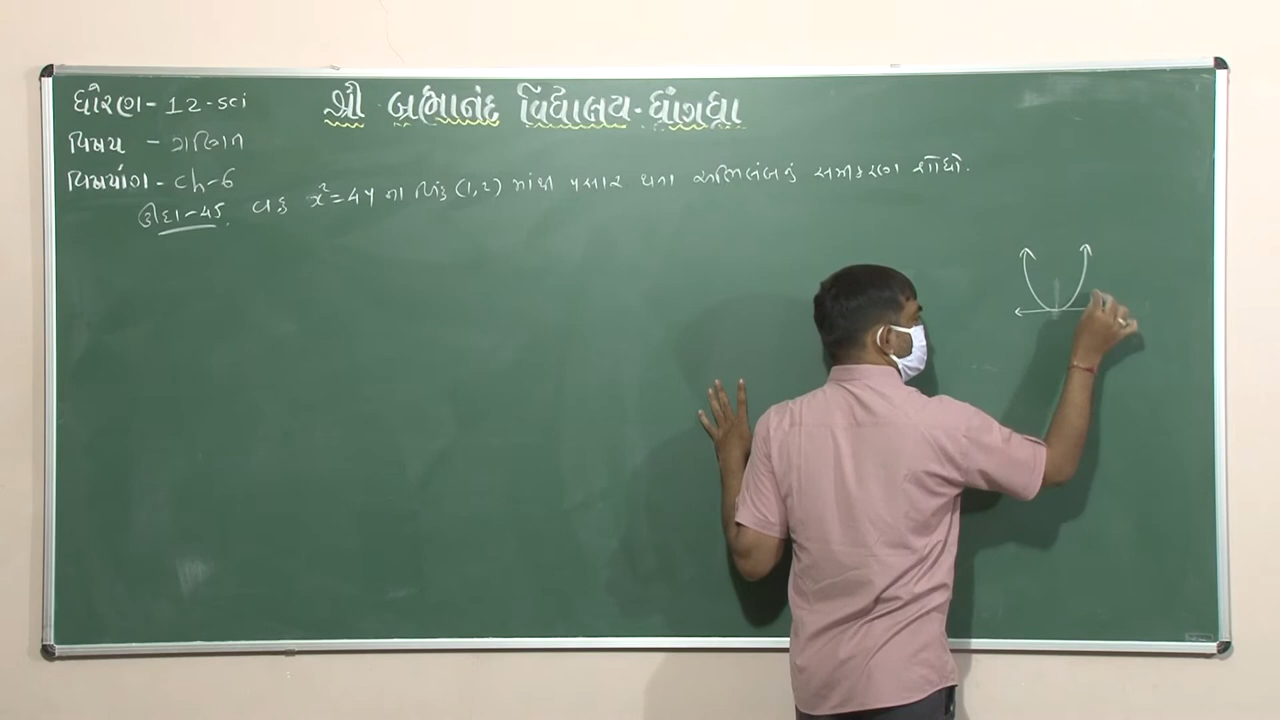 શ્રી બ્રહ્માનંદ વિદ્યાલય-ધ્રાંગધ્રા
ધોરણ - 12-sci
વિષય - ગણિત
વિષયાંગ - ch-6
ઉદા-45. વક્ર x²=4y ના બિંદુ (1,2) માંથી પસાર થતા અભિલંબનું સમીકરણ શોધો.